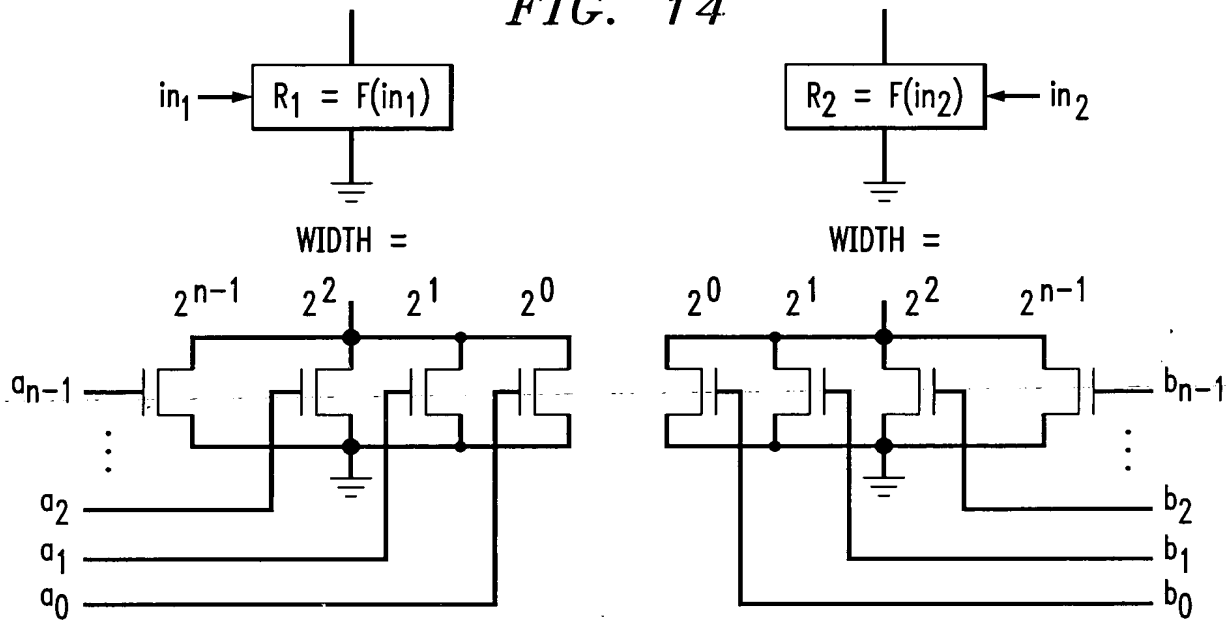 FIG. 14
in₁ R₁ = F(in₁) R₂ = F(in₂) in₂
WIDTH = WIDTH =
2ⁿ⁻¹ 2² 2¹ 2⁰ 2⁰ 2¹ 2² 2ⁿ⁻¹
aₙ₋₁ bₙ₋₁
a₂ b₂
a₁ b₁
a₀ b₀